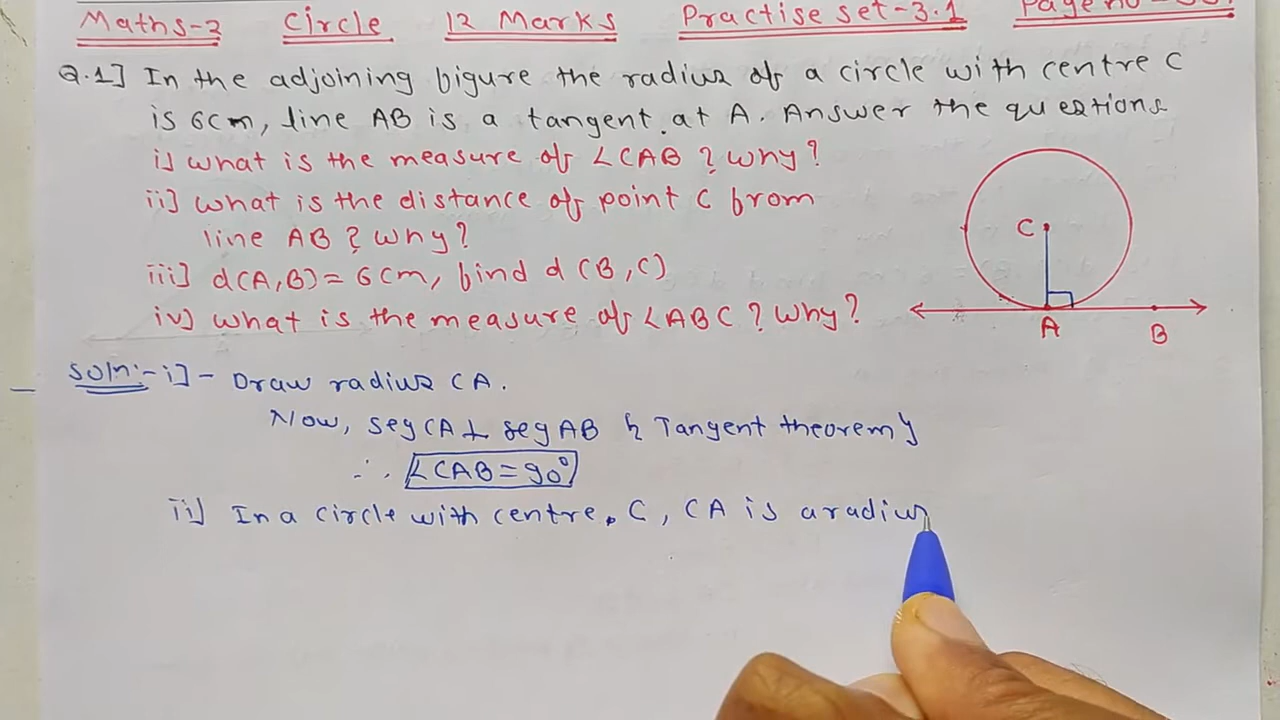 Maths-2 Circle 12 Marks Practise set-3.1 Page no
Q.1] In the adjoining figure the radius of a circle with centre C
is 6cm, line AB is a tangent. at A. Answer the questions
i] what is the measure of ∠CAB ? why?
ii] what is the distance of point C from
line AB ? why?
iii] d(A,B)= 6cm, find d (B,C)
iv] what is the measure of ∠ABC ? why?
C
A
B
Soln:- i] - Draw radius CA.
Now, seg CA ⊥ seg AB { Tangent theorem }
∴ ∠CAB = 90°
ii] In a circle with centre. C, CA is a radius